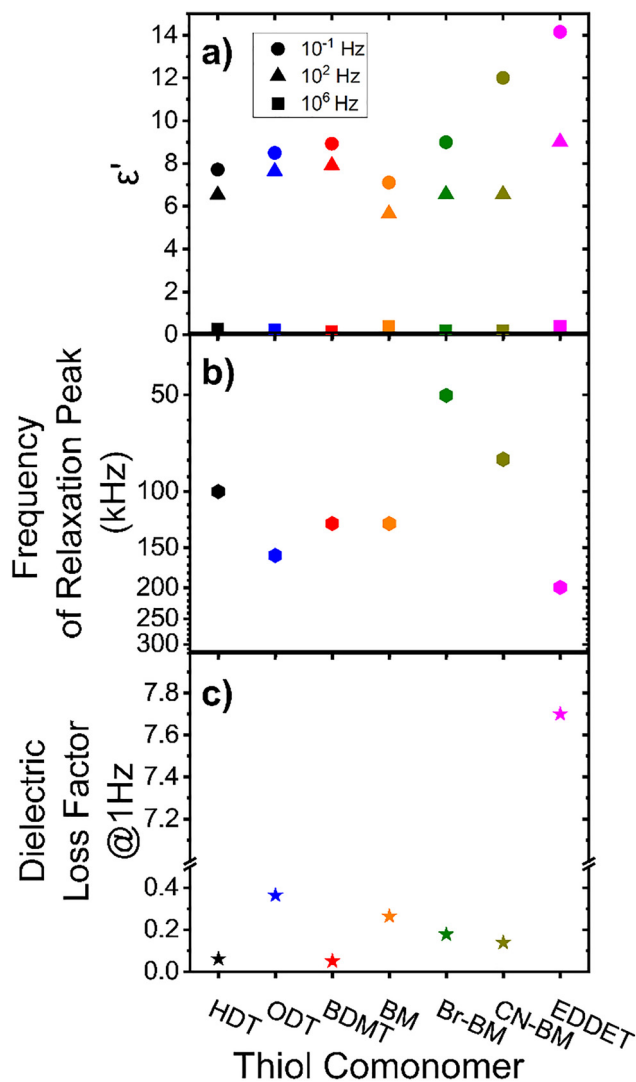 a)
10⁻¹ Hz
10² Hz
10⁶ Hz
14
12
10
8
6
4
2
0
ε'
b)
50
100
150
200
250
300
Frequency
of Relaxation Peak
(kHz)
c)
7.8
7.6
7.4
7.2
0.4
0.2
0.0
Dielectric
Loss Factor
@1Hz
HDT
ODT
BDMT
BM
Br-BM
CN-BM
EDDET
Thiol Comonomer